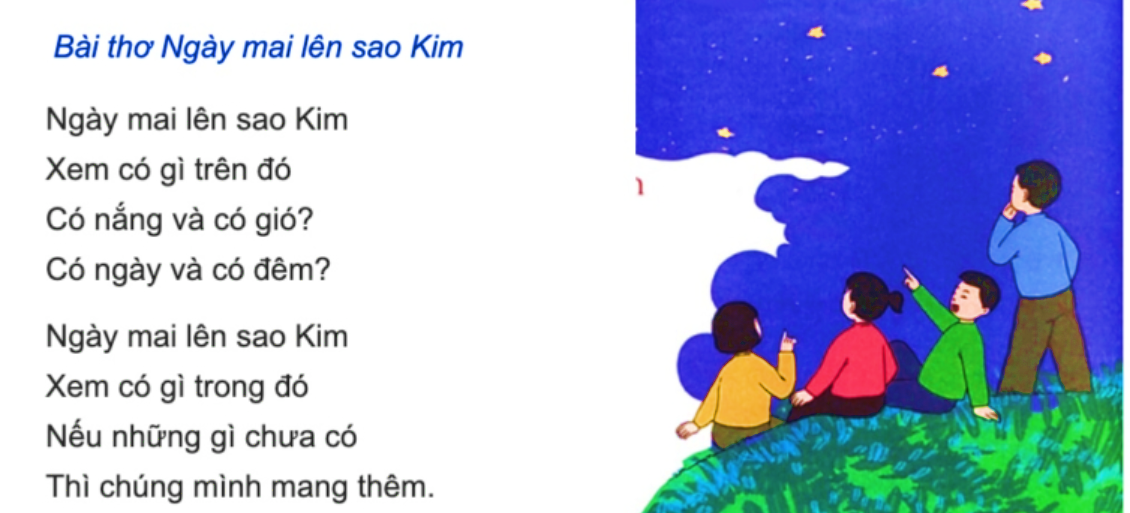 Bài thơ Ngày mai lên sao Kim
Ngày mai lên sao Kim
Xem có gì trên đó
Có nắng và có gió?
Có ngày và có đêm?
Ngày mai lên sao Kim
Xem có gì trong đó
Nếu những gì chưa có
Thì chúng mình mang thêm.